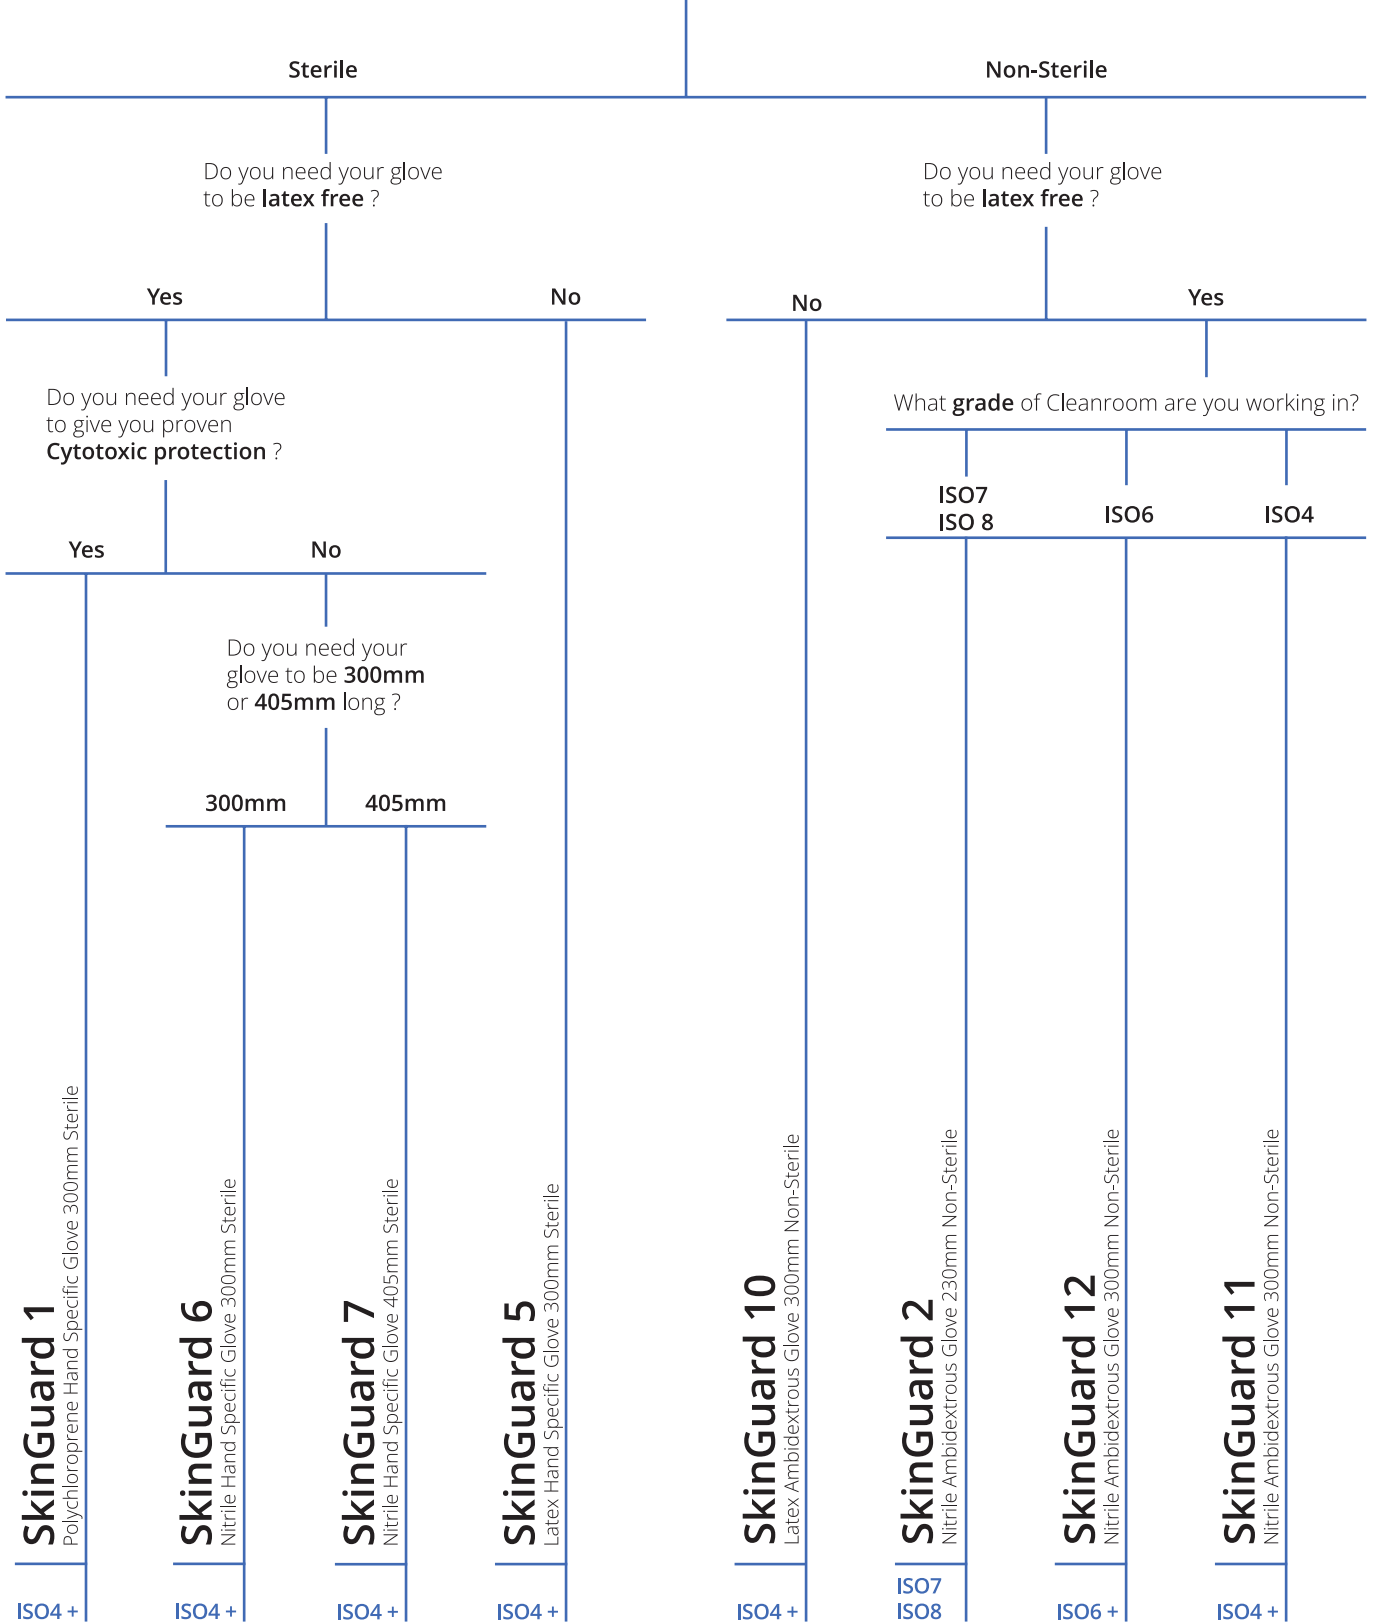 Sterile
Non-Sterile
Do you need your glove
to be latex free ?
Do you need your glove
to be latex free ?
Yes
No
No
Yes
Do you need your glove
to give you proven
Cytotoxic protection ?
What grade of Cleanroom are you working in?
ISO7
ISO 8
ISO6
ISO4
Yes
No
Do you need your
glove to be 300mm
or 405mm long ?
300mm
405mm
SkinGuard 1
Polychloroprene Hand Specific Glove 300mm Sterile
SkinGuard 6
Nitrile Hand Specific Glove 300mm Sterile
SkinGuard 7
Nitrile Hand Specific Glove 405mm Sterile
SkinGuard 5
Latex Hand Specific Glove 300mm Sterile
SkinGuard 10
Latex Ambidextrous Glove 300mm Non-Sterile
SkinGuard 2
Nitrile Ambidextrous Glove 230mm Non-Sterile
SkinGuard 12
Nitrile Ambidextrous Glove 300mm Non-Sterile
SkinGuard 11
Nitrile Ambidextrous Glove 300mm Non-Sterile
ISO4 +
ISO4 +
ISO4 +
ISO4 +
ISO4 +
ISO7
ISO8
ISO6 +
ISO4 +